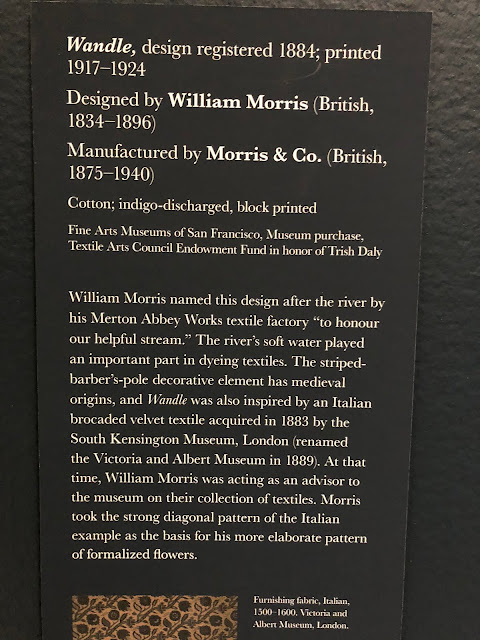 Wandle, design registered 1884; printed
1917–1924
Designed by William Morris (British,
1834–1896)
Manufactured by Morris & Co. (British,
1875–1940)
Cotton; indigo-discharged, block printed
Fine Arts Museums of San Francisco, Museum purchase,
Textile Arts Council Endowment Fund in honor of Trish Daly
William Morris named this design after the river by
his Merton Abbey Works textile factory “to honour
our helpful stream.” The river’s soft water played
an important part in dyeing textiles. The striped-
barber’s-pole decorative element has medieval
origins, and Wandle was also inspired by an Italian
brocaded velvet textile acquired in 1883 by the
South Kensington Museum, London (renamed
the Victoria and Albert Museum in 1889). At that
time, William Morris was acting as an advisor to
the museum on their collection of textiles. Morris
took the strong diagonal pattern of the Italian
example as the basis for his more elaborate pattern
of formalized flowers.
Furnishing fabric, Italian,
1500–1600. Victoria and
Albert Museum, London.